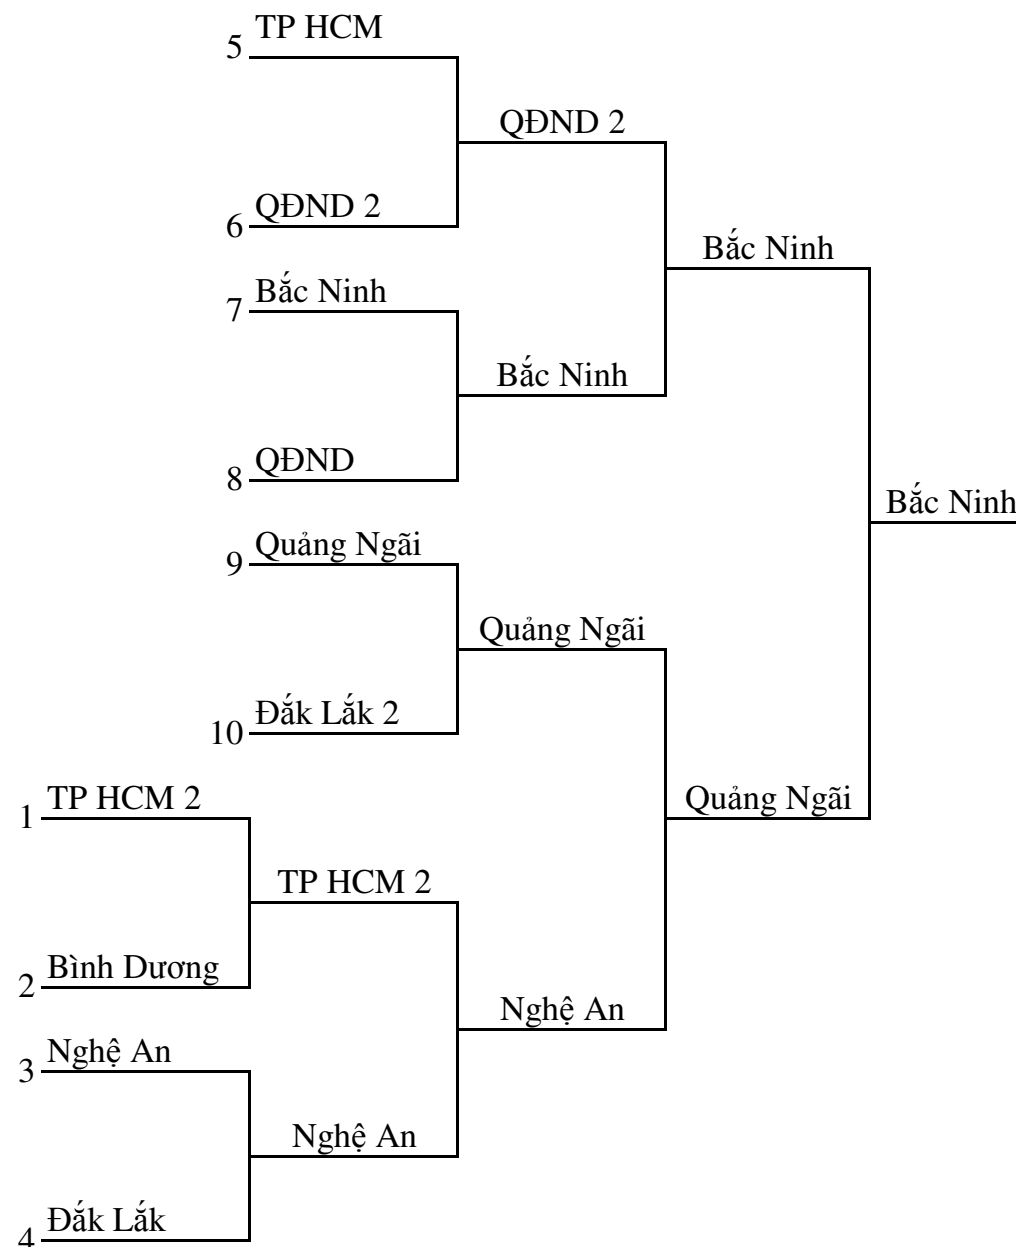 5 TP HCM
QĐND 2
6 QĐND 2
Bắc Ninh
7 Bắc Ninh
Bắc Ninh
8 QĐND
Bắc Ninh
9 Quảng Ngãi
Quảng Ngãi
10 Đắk Lắk 2
1 TP HCM 2
Quảng Ngãi
TP HCM 2
2 Bình Dương
Nghệ An
3 Nghệ An
Nghệ An
4 Đắk Lắk